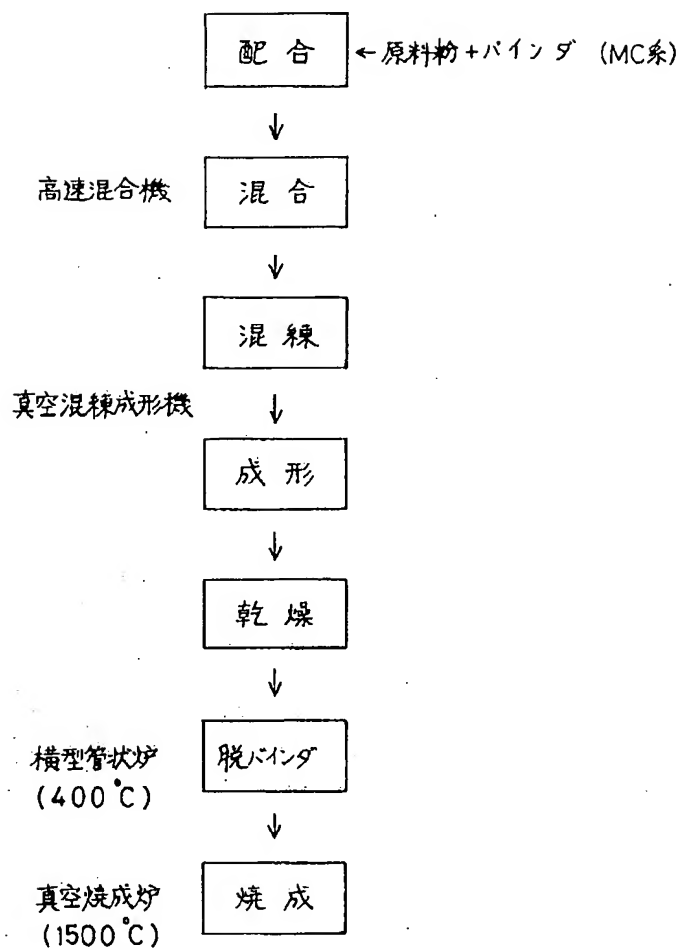 配合 ← 原料粉+バインダ (MC系)
↓
高速混合機 混合
↓
混練
真空混練成形機 ↓
成形
↓
乾燥
↓
横型管状炉 脱バインダ
(400℃)
↓
真空焼成炉 焼成
(1500℃)